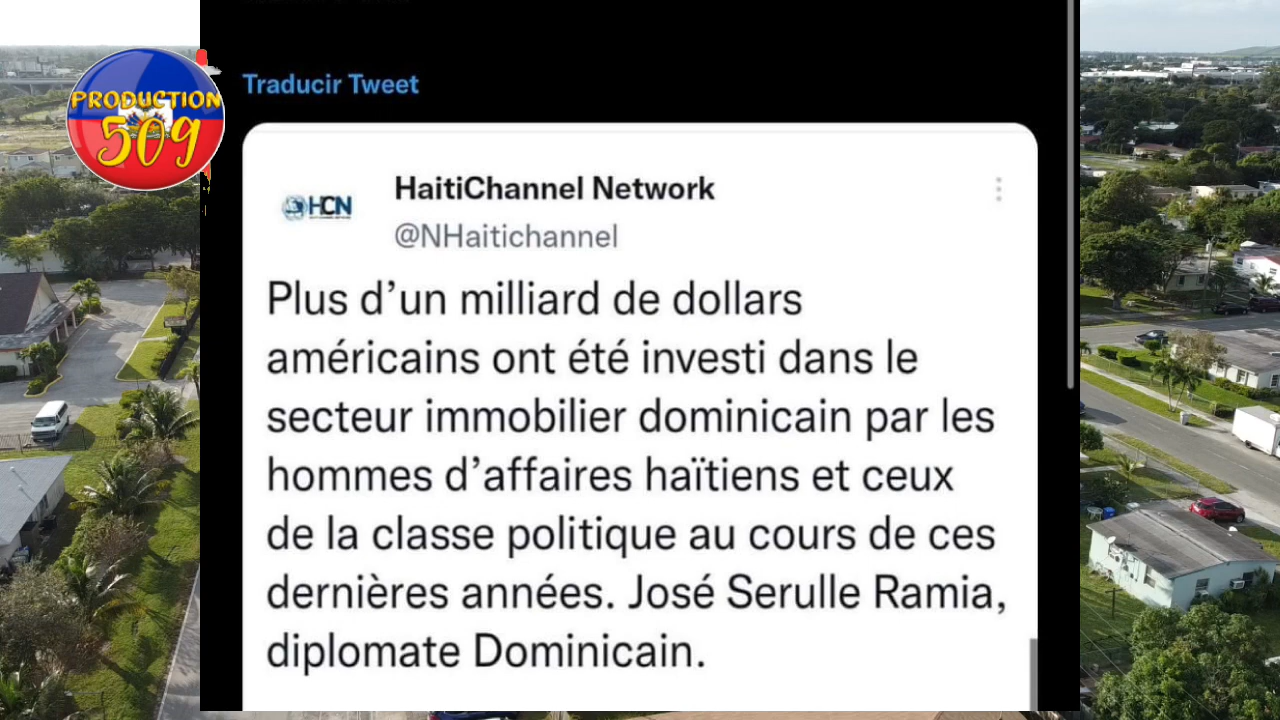 Traducir Tweet
PRODUCTION
509
HCN
HaitiChannel Network
@NHaitichannel
Plus d’un milliard de dollars
américains ont été investi dans le
secteur immobilier dominicain par les
hommes d’affaires haïtiens et ceux
de la classe politique au cours de ces
dernières années. José Serulle Ramia,
diplomate Dominicain.